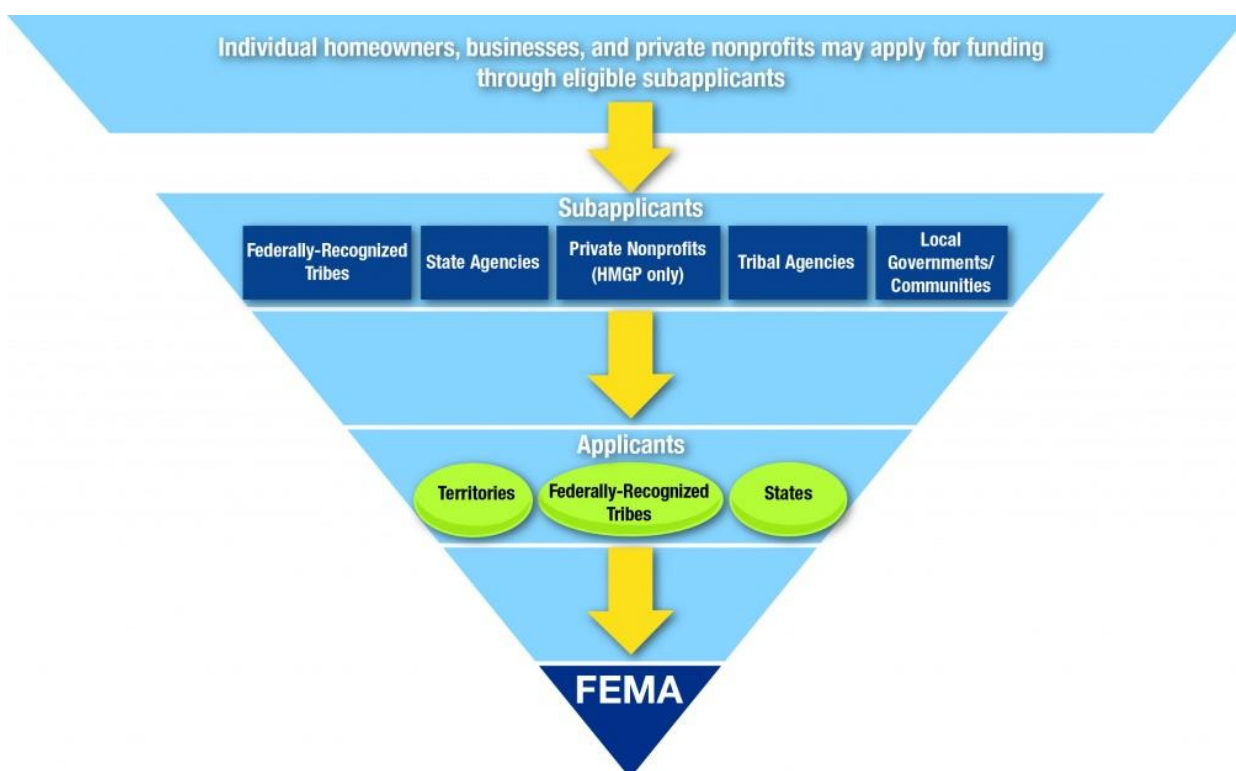 Individual homeowners, businesses, and private nonprofits may apply for funding
through eligible subapplicants
Subapplicants
Federally-Recognized
Tribes
State Agencies
Private Nonprofits
(HMGP only)
Tribal Agencies
Local
Governments/
Communities
Applicants
Territories
Federally-Recognized
Tribes
States
FEMA